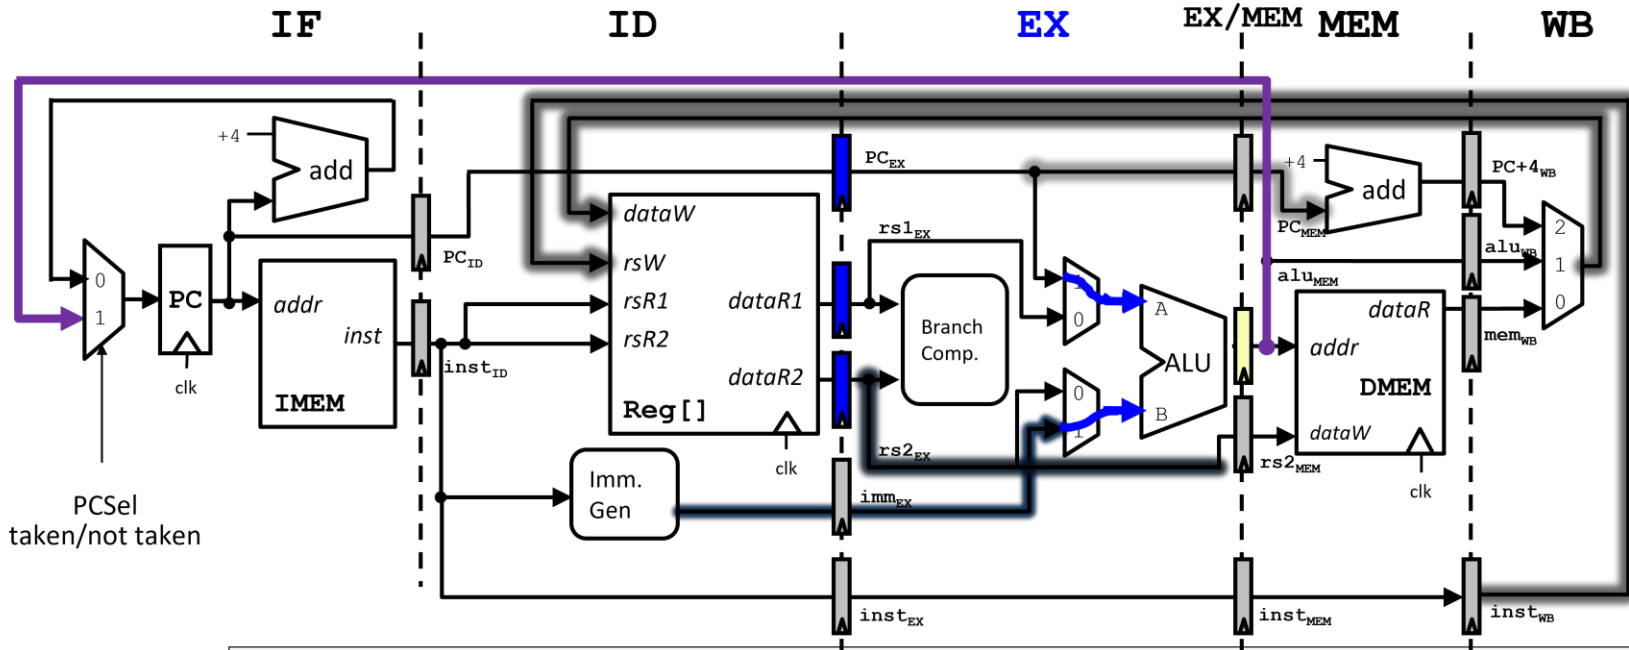 IF
ID
EX
EX/MEM
MEM
WB
+4
add
PC_EX
+4
add
PC+4_WB
dataW
PC_MEM
2
PC_ID
rs1_EX
alu_WB
rsW
0
PC
addr
rsR1
dataR1
1
0
A
alu_MEM
1
1
inst
rsR2
Branch
Comp.
ALU
dataR
0
mem_WB
inst_ID
addr
clk
IMEM
dataR2
0
B
DMEM
Reg[]
1
dataW
rs2_EX
rs2_MEM
clk
clk
PCSel
taken/not taken
Imm.
Gen
imm_EX
inst_EX
inst_MEM
inst_WB